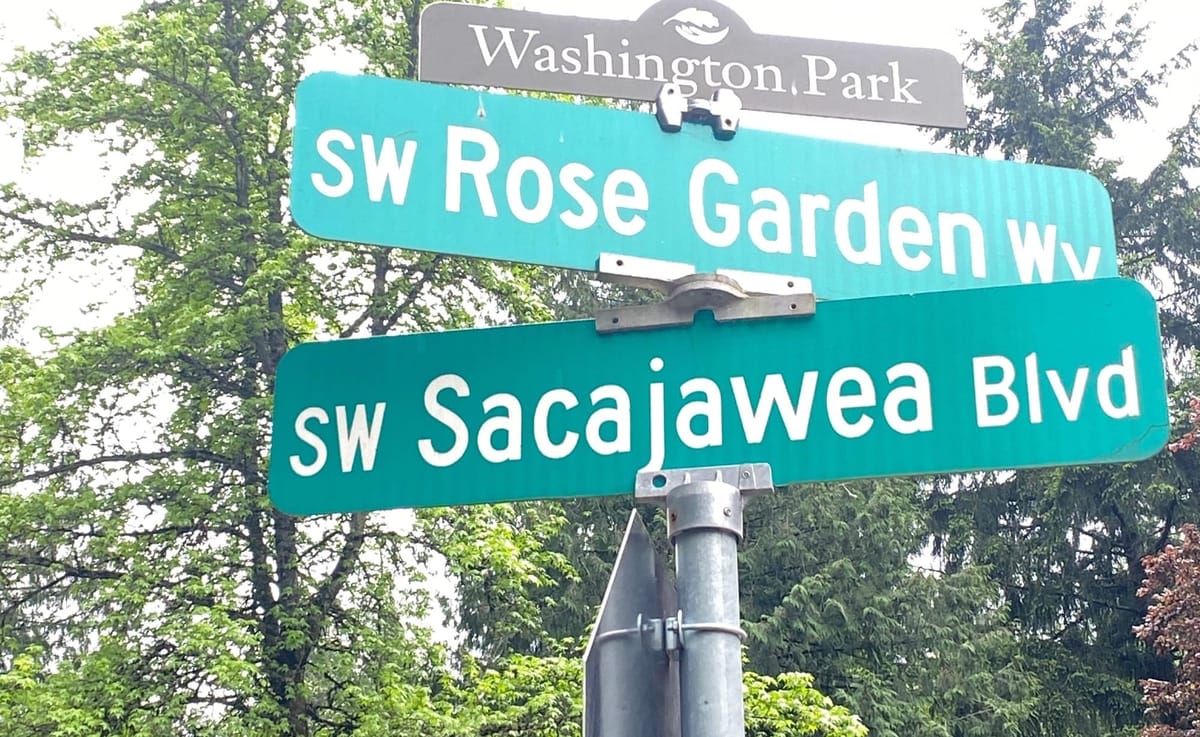 Washington Park
SW Rose Garden Wy
SW Sacajawea Blvd